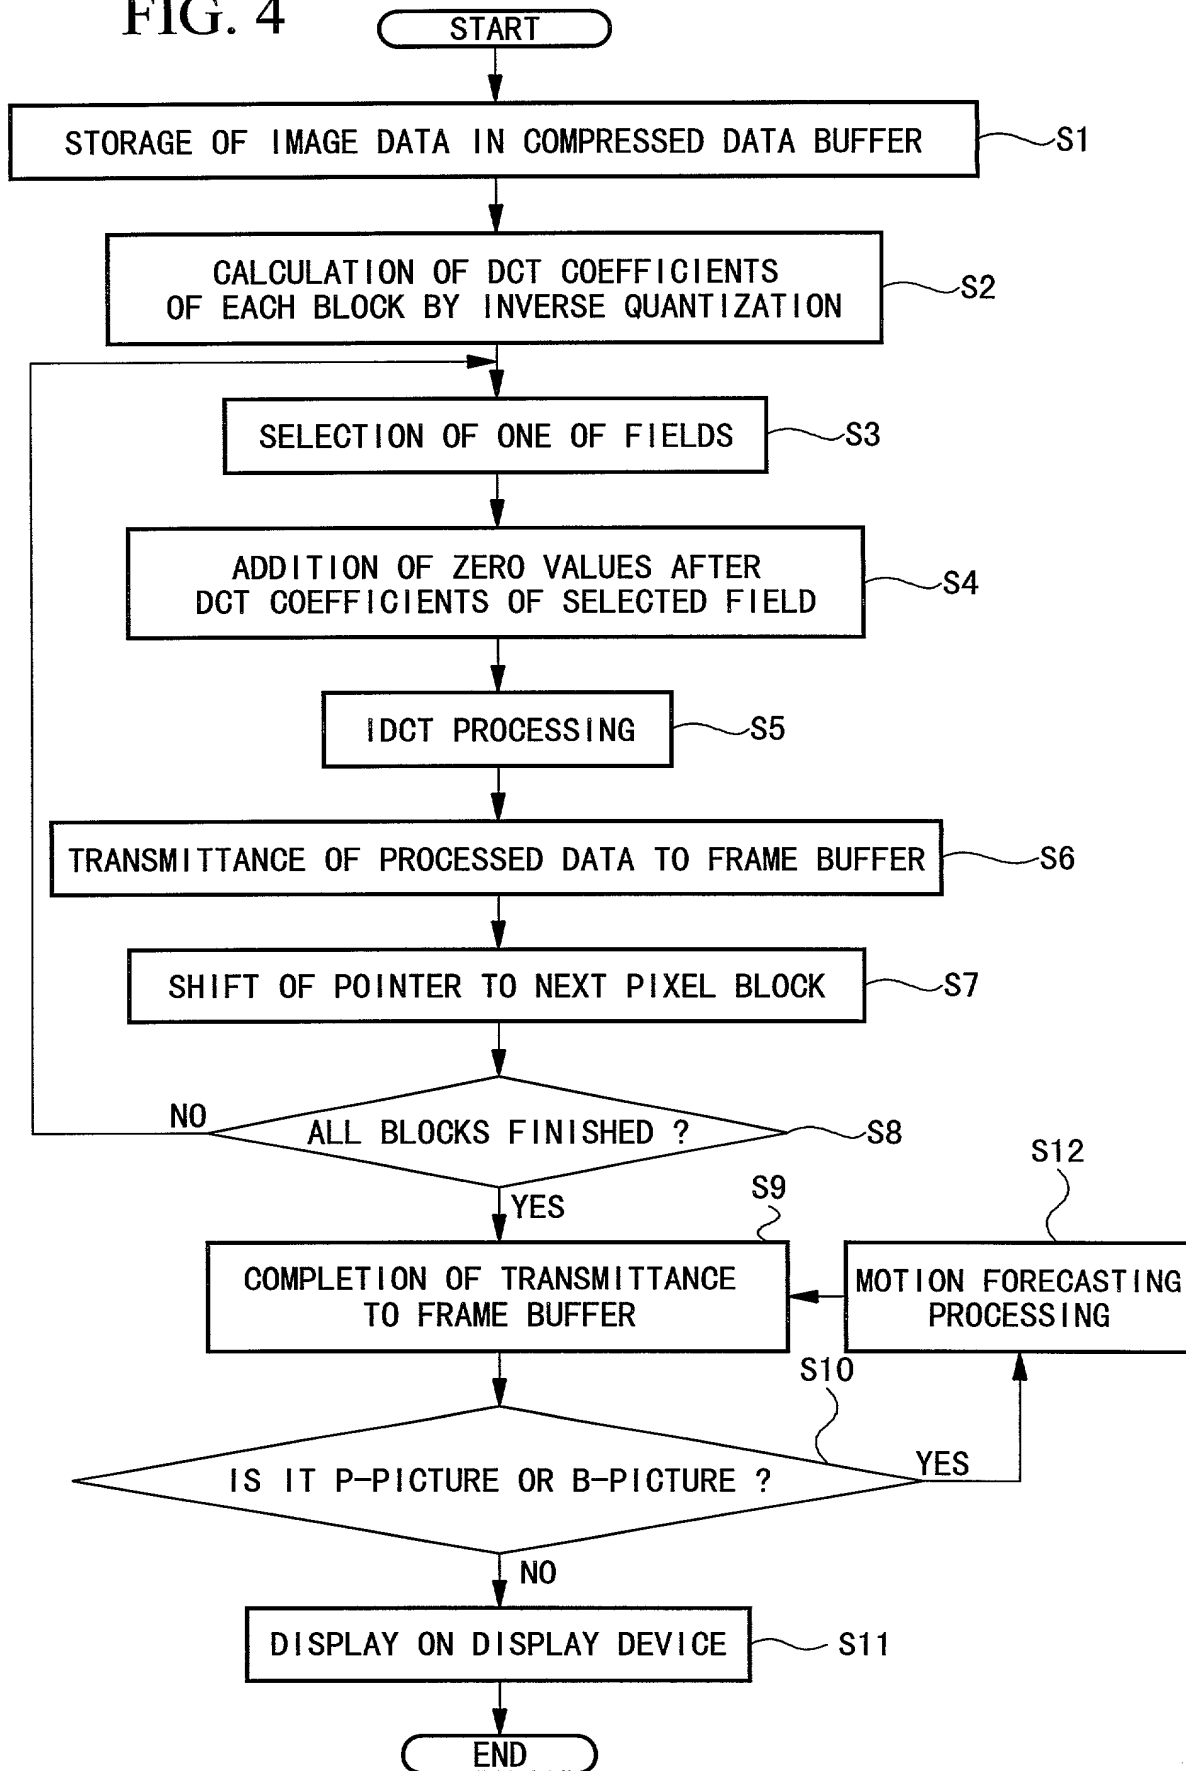 FIG. 4
START
STORAGE OF IMAGE DATA IN COMPRESSED DATA BUFFER
S1
CALCULATION OF DCT COEFFICIENTS
OF EACH BLOCK BY INVERSE QUANTIZATION
S2
SELECTION OF ONE OF FIELDS
S3
ADDITION OF ZERO VALUES AFTER
DCT COEFFICIENTS OF SELECTED FIELD
S4
IDCT PROCESSING
S5
TRANSMITTANCE OF PROCESSED DATA TO FRAME BUFFER
S6
SHIFT OF POINTER TO NEXT PIXEL BLOCK
S7
NO
ALL BLOCKS FINISHED ?
S8
YES
S9
S12
COMPLETION OF TRANSMITTANCE
TO FRAME BUFFER
MOTION FORECASTING
PROCESSING
S10
IS IT P-PICTURE OR B-PICTURE ?
YES
NO
DISPLAY ON DISPLAY DEVICE
S11
END